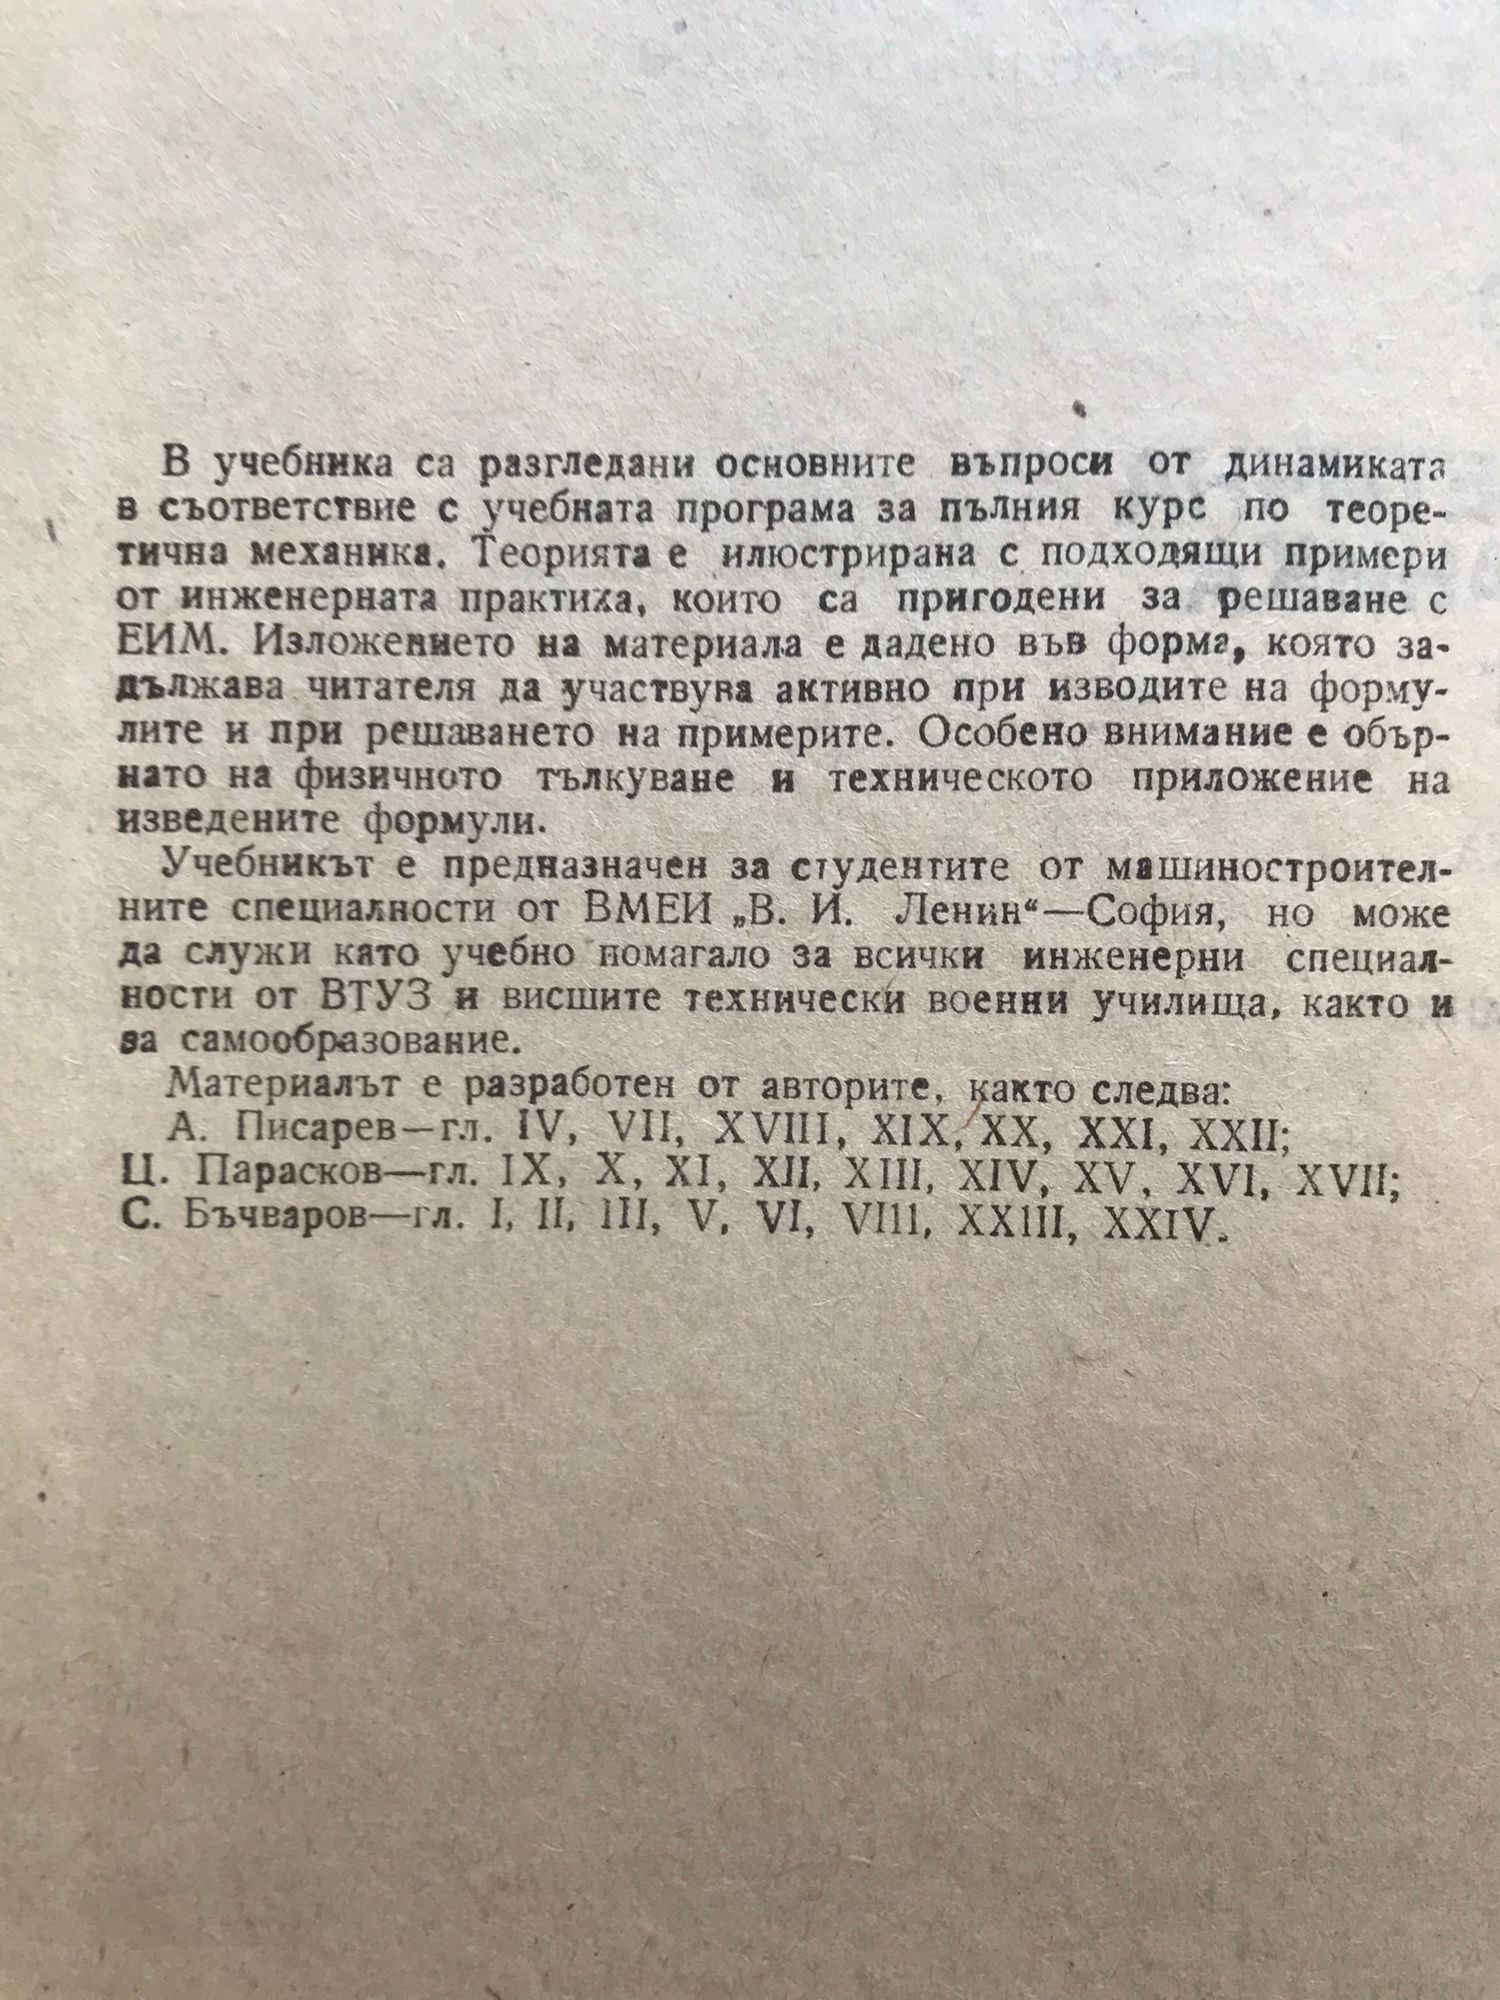 В учебника са разгледани основните въпроси от динамиката
в съответствие с учебната програма за пълния курс по теоре-
тична механика. Теорията е илюстрирана с подходящи примери
от инженерната практика, които са пригодени за решаване с
ЕИМ. Изложението на материала е дадено във форма, която за-
дължава читателя да участвува активно при изводите на форму-
лите и при решаването на примерите. Особено внимание е обър-
нато на физичното тълкуване и техническото приложение на
изведените формули.
Учебникът е предназначен за студентите от машиностроител-
ните специалности от ВМЕИ „В. И. Ленин“—София, но може
да служи като учебно помагало за всички инженерни специал-
ности от ВТУЗ и висшите технически военни училища, както и
за самообразование.
Материалът е разработен от авторите, както следва:
А. Писарев—гл. IV, VII, XVIII, XIX, XX, XXI, XXII;
Ц. Парасков—гл. IX, X, XI, XII, XIII, XIV, XV, XVI, XVII;
С. Бъчваров—гл. I, II, III, V, VI, VIII, XXIII, XXIV.